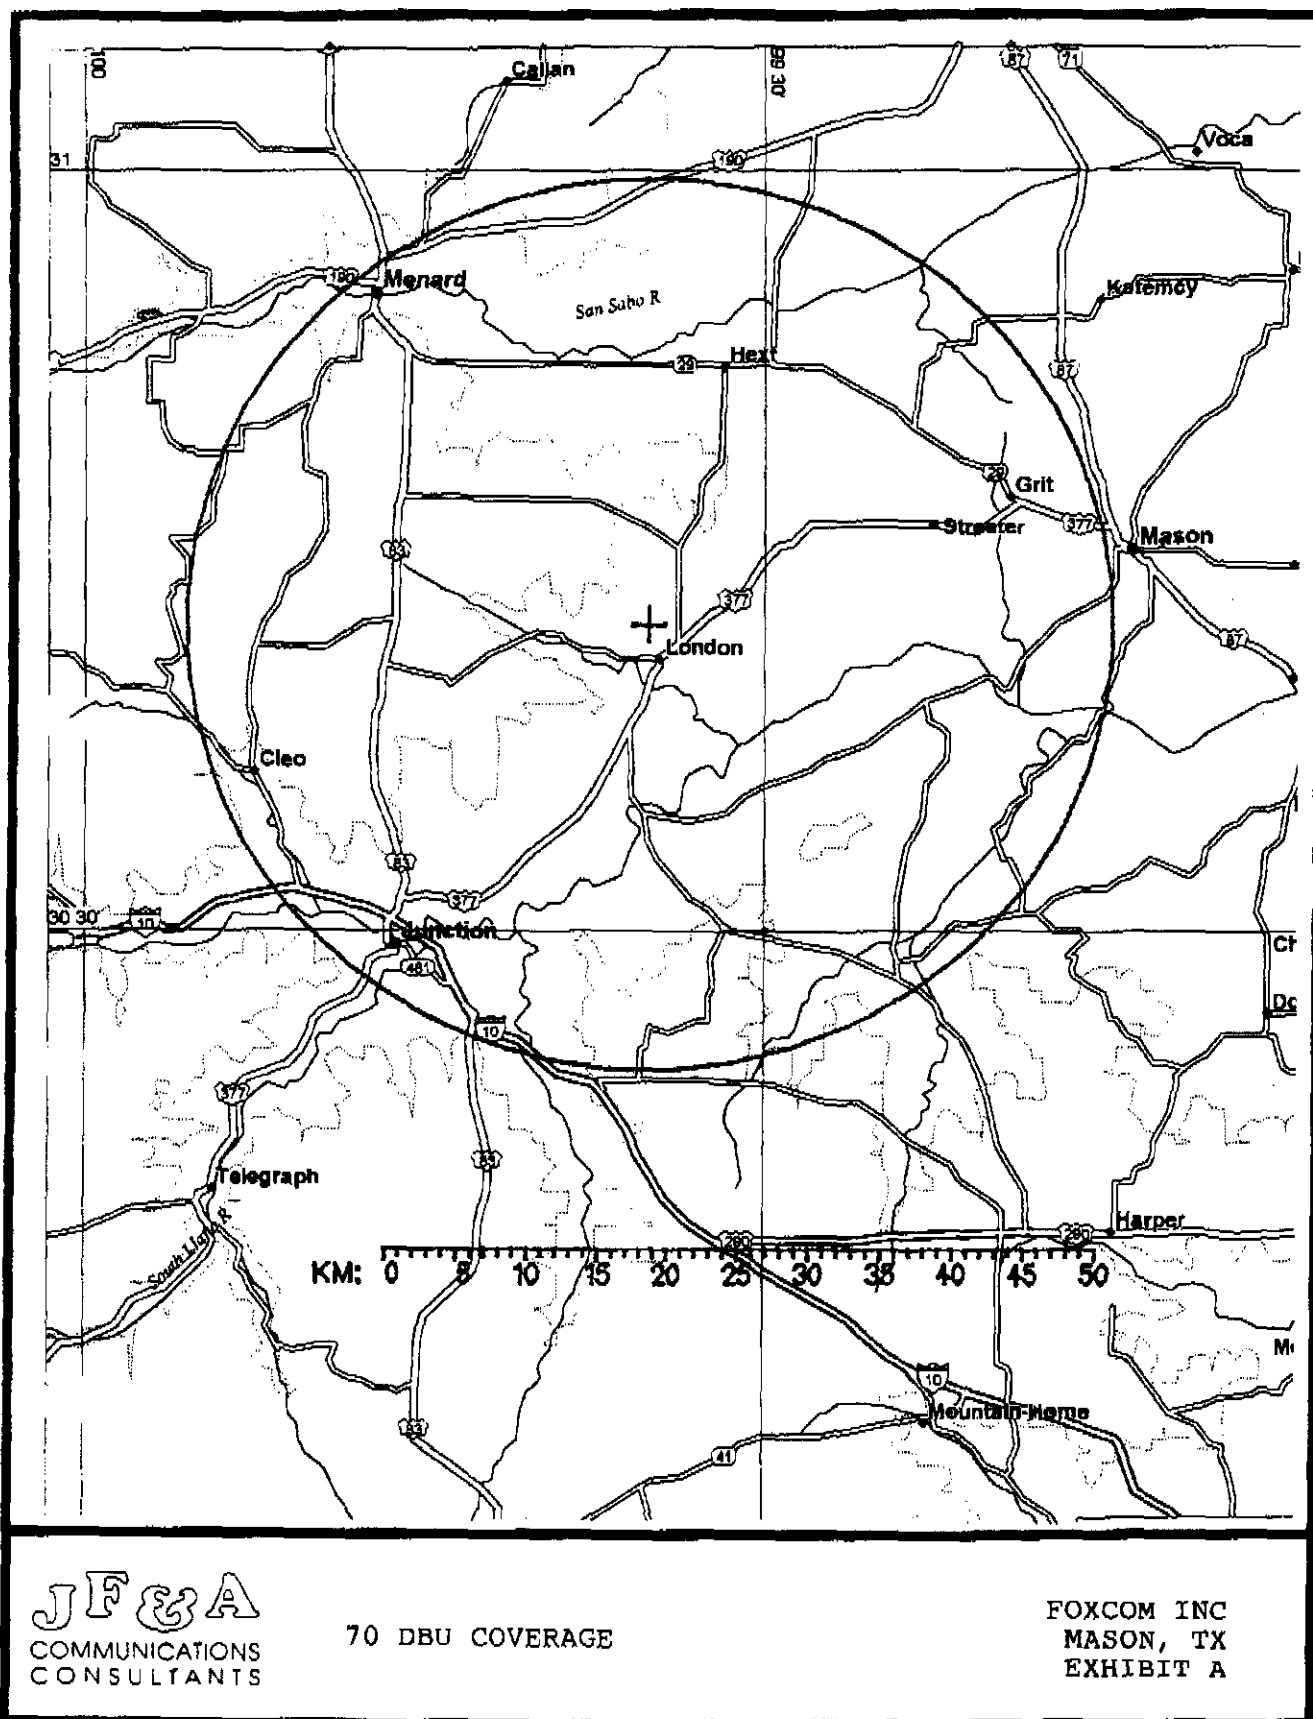 100
99 30'
87
71
Callan
Voca
31
190
190
Menard
San Saba R
Katemcy
29
Hext
87
29
Grit
377
Streeter
Mason
83
377
London
87
Cleo
83
377
30 30'
10
Junction
481
Ch
Do
10
377
83
Telegraph
South Llano R
Harper
290
290
KM: 0 5 10 15 20 25 30 35 40 45 50
10
Mountain Home
83
41
JF&A
COMMUNICATIONS
CONSULTANTS
70 DBU COVERAGE
FOXCOM INC
MASON, TX
EXHIBIT A